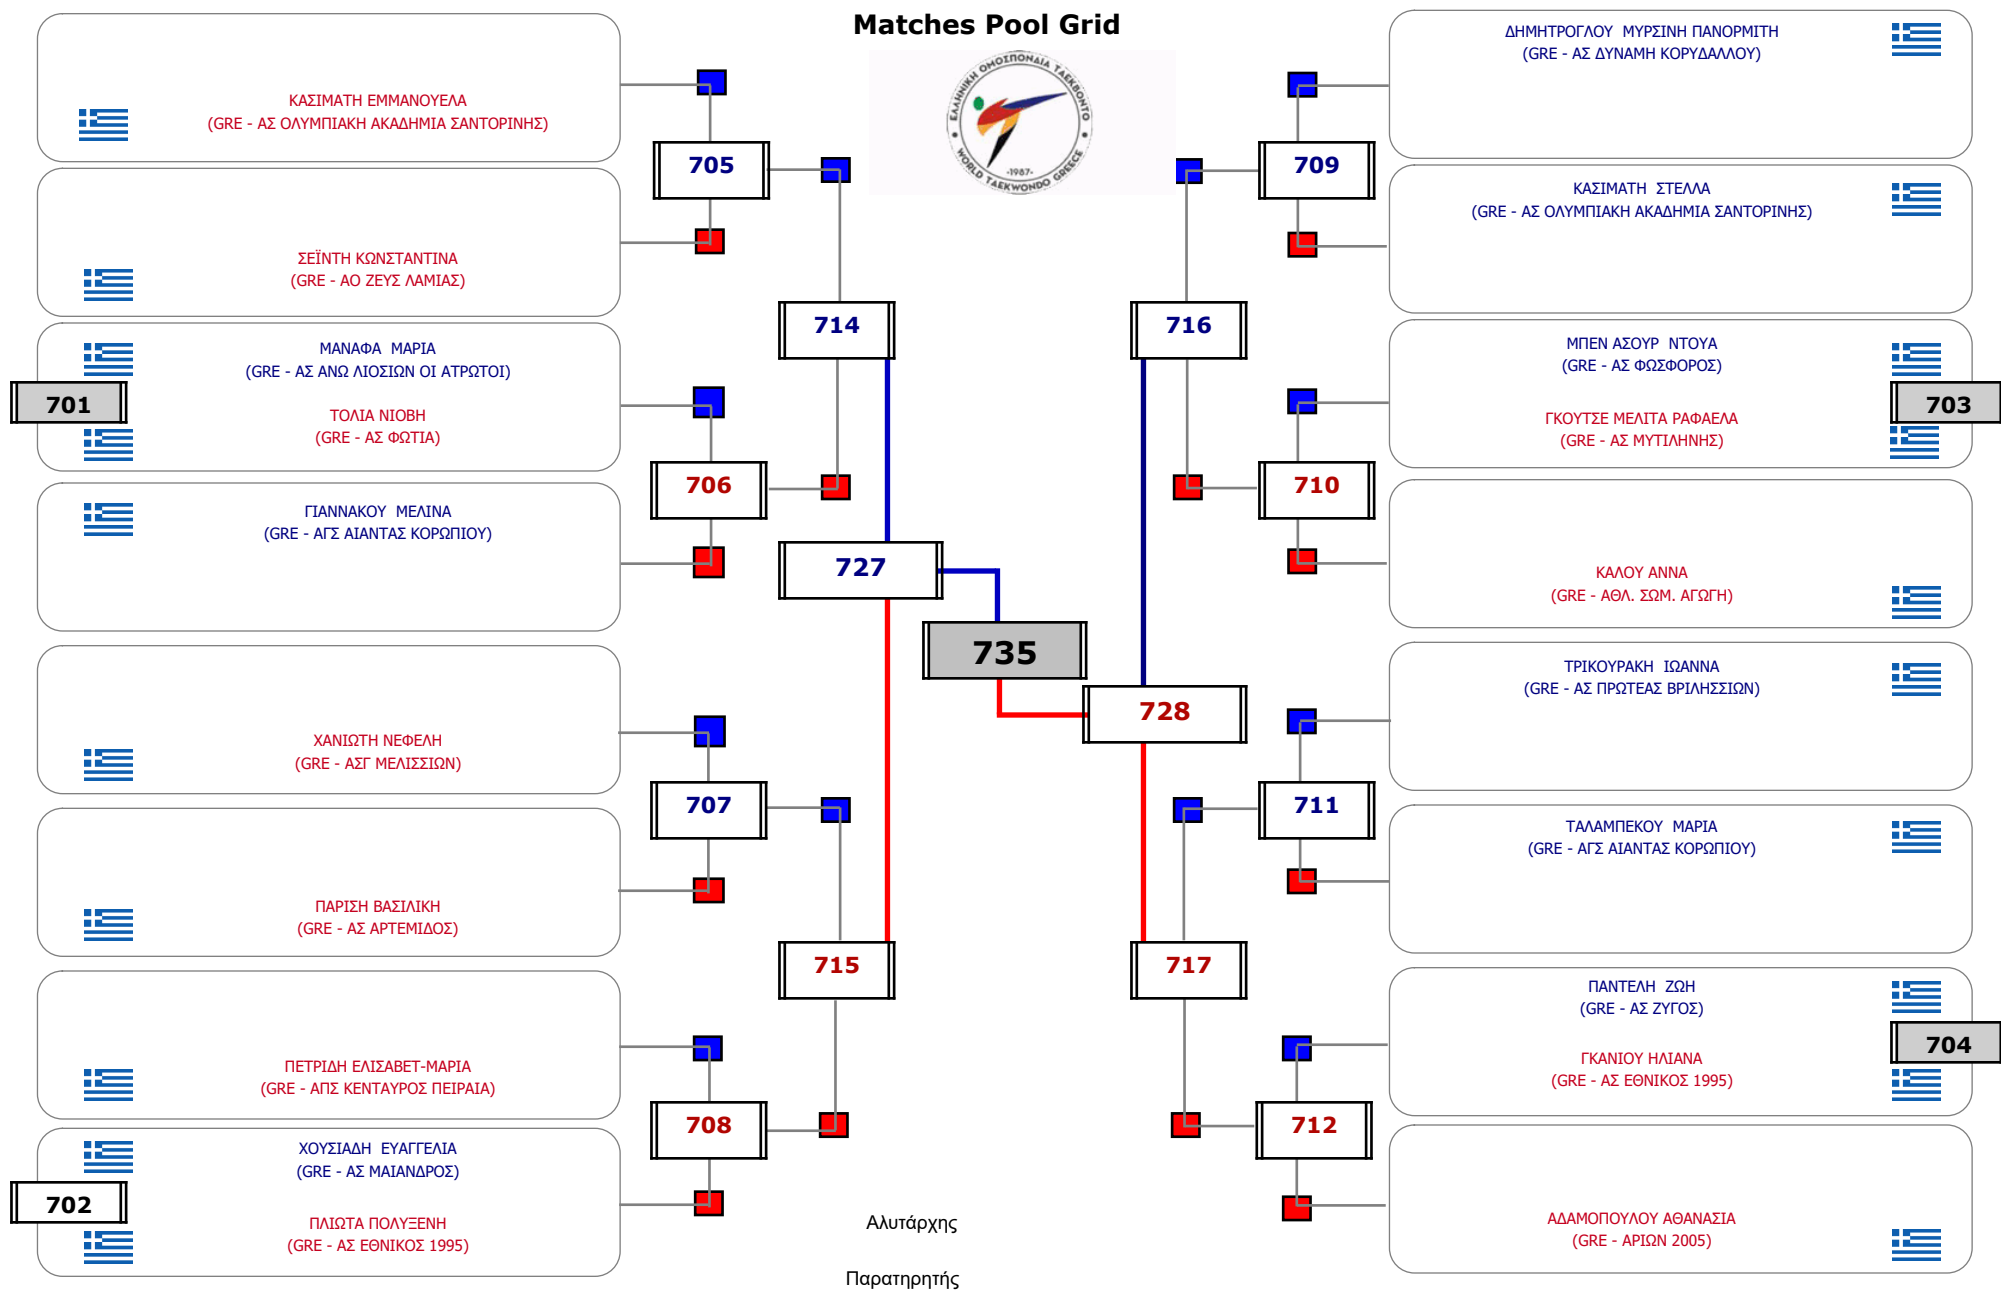 Matches Pool Grid
ΕΛΛΗΝΙΚΗ ΟΜΟΣΠΟΝΔΙΑ ΤΑΕΚΒΟΝΤΟ
-1987-
WORLD TAEKWONDO GREECE
ΚΑΣΙΜΑΤΗ ΕΜΜΑΝΟΥΕΛΑ
(GRE - ΑΣ ΟΛΥΜΠΙΑΚΗ ΑΚΑΔΗΜΙΑ ΣΑΝΤΟΡΙΝΗΣ)
705
ΣΕΪΝΤΗ ΚΩΝΣΤΑΝΤΙΝΑ
(GRE - ΑΟ ΖΕΥΣ ΛΑΜΙΑΣ)
714
ΜΑΝΑΦΑ  ΜΑΡΙΑ
(GRE - ΑΣ ΑΝΩ ΛΙΟΣΙΩΝ ΟΙ ΑΤΡΩΤΟΙ)
701
ΤΟΛΙΑ ΝΙΟΒΗ
(GRE - ΑΣ ΦΩΤΙΑ)
706
ΓΙΑΝΝΑΚΟΥ  ΜΕΛΙΝΑ
(GRE - ΑΓΣ ΑΙΑΝΤΑΣ ΚΟΡΩΠΙΟΥ)
727
735
728
ΧΑΝΙΩΤΗ ΝΕΦΕΛΗ
(GRE - ΑΣΓ ΜΕΛΙΣΣΙΩΝ)
707
ΠΑΡΙΣΗ ΒΑΣΙΛΙΚΗ
(GRE - ΑΣ ΑΡΤΕΜΙΔΟΣ)
715
ΠΕΤΡΙΔΗ ΕΛΙΣΑΒΕΤ-ΜΑΡΙΑ
(GRE - ΑΠΣ ΚΕΝΤΑΥΡΟΣ ΠΕΙΡΑΙΑ)
708
ΧΟΥΣΙΑΔΗ  ΕΥΑΓΓΕΛΙΑ
(GRE - ΑΣ ΜΑΙΑΝΔΡΟΣ)
702
ΠΛΙΩΤΑ ΠΟΛΥΞΕΝΗ
(GRE - ΑΣ ΕΘΝΙΚΟΣ 1995)
ΔΗΜΗΤΡΟΓΛΟΥ  ΜΥΡΣΙΝΗ ΠΑΝΟΡΜΙΤΗ
(GRE - ΑΣ ΔΥΝΑΜΗ ΚΟΡΥΔΑΛΛΟΥ)
709
ΚΑΣΙΜΑΤΗ  ΣΤΕΛΛΑ
(GRE - ΑΣ ΟΛΥΜΠΙΑΚΗ ΑΚΑΔΗΜΙΑ ΣΑΝΤΟΡΙΝΗΣ)
716
ΜΠΕΝ ΑΣΟΥΡ  ΝΤΟΥΑ
(GRE - ΑΣ ΦΩΣΦΟΡΟΣ)
703
ΓΚΟΥΤΣΕ ΜΕΛΙΤΑ ΡΑΦΑΕΛΑ
(GRE - ΑΣ ΜΥΤΙΛΗΝΗΣ)
710
ΚΑΛΟΥ ΑΝΝΑ
(GRE - ΑΘΛ. ΣΩΜ. ΑΓΩΓΗ)
ΤΡΙΚΟΥΡΑΚΗ  ΙΩΑΝΝΑ
(GRE - ΑΣ ΠΡΩΤΕΑΣ ΒΡΙΛΗΣΣΙΩΝ)
711
ΤΑΛΑΜΠΕΚΟΥ  ΜΑΡΙΑ
(GRE - ΑΓΣ ΑΙΑΝΤΑΣ ΚΟΡΩΠΙΟΥ)
717
ΠΑΝΤΕΛΗ  ΖΩΗ
(GRE - ΑΣ ΖΥΓΟΣ)
704
ΓΚΑΝΙΟΥ ΗΛΙΑΝΑ
(GRE - ΑΣ ΕΘΝΙΚΟΣ 1995)
712
ΑΔΑΜΟΠΟΥΛΟΥ ΑΘΑΝΑΣΙΑ
(GRE - ΑΡΙΩΝ 2005)
Αλυτάρχης
Παρατηρητής